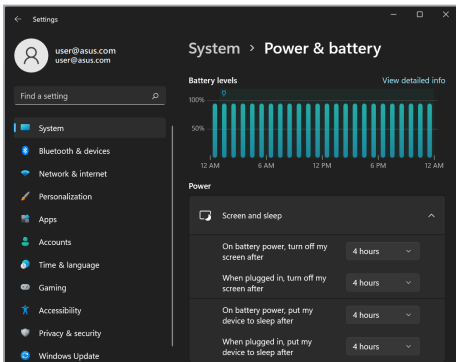 Settings
user@asus.com
user@asus.com
Find a setting
System
Bluetooth & devices
Network & internet
Personalization
Apps
Accounts
Time & language
Gaming
Accessibility
Privacy & security
Windows Update
System > Power & battery
Battery levels
View detailed info
100%
50%
12 AM 6 AM 12 PM 6 PM 12 AM
Power
Screen and sleep
On battery power, turn off my
screen after
4 hours
When plugged in, turn off my
screen after
4 hours
On battery power, put my
device to sleep after
4 hours
When plugged in, put my
device to sleep after
4 hours